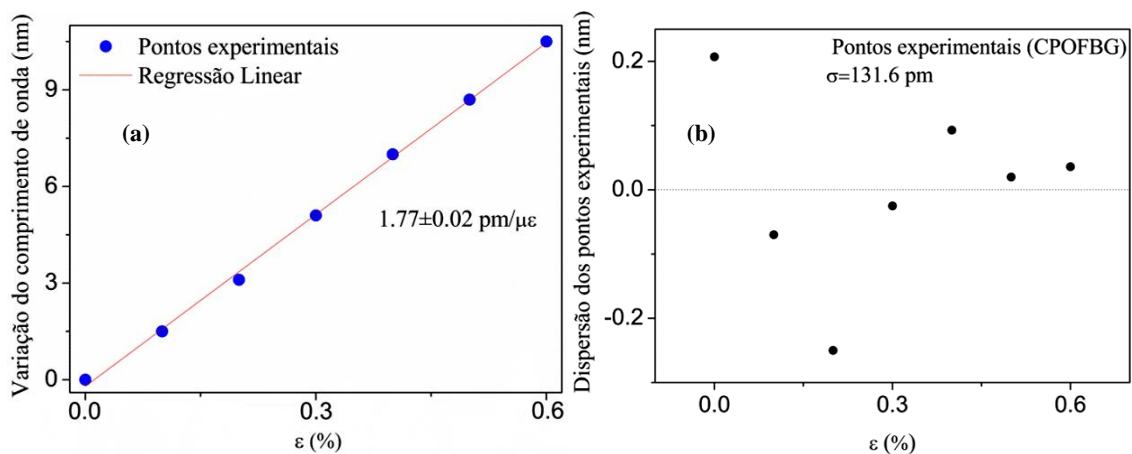 Variação do comprimento de onda (nm)
9
6
3
0
Pontos experimentais
Regressão Linear
(a)
1.77±0.02 pm/με
0.0
0.3
0.6
ε (%)
Dispersão dos pontos experimentais (nm)
0.2
0.0
-0.2
Pontos experimentais (CPOFBG)
σ=131.6 pm
(b)
0.0
0.3
0.6
ε (%)